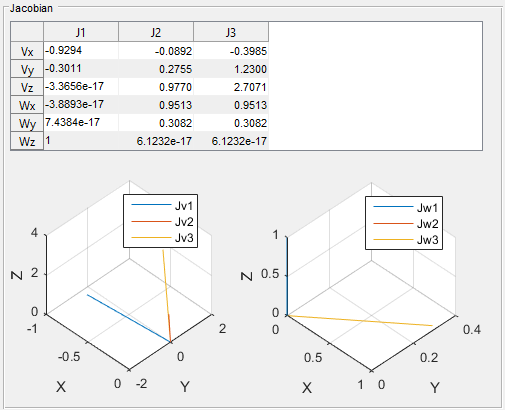 Jacobian
J1 J2 J3
Vx -0.9294 -0.0892 -0.3985
Vy -0.3011 0.2755 1.2300
Vz -3.3656e-17 0.9770 2.7071
Wx -3.8893e-17 0.9513 0.9513
Wy 7.4384e-17 0.3082 0.3082
Wz 1 6.1232e-17 6.1232e-17
Jv1
Jv2
Jv3
4
2
0
Z
-1
-0.5
0
X
-2
0
2
Y
Jw1
Jw2
Jw3
1
0.5
0
Z
0
0.5
1
X
0
0.2
0.4
Y